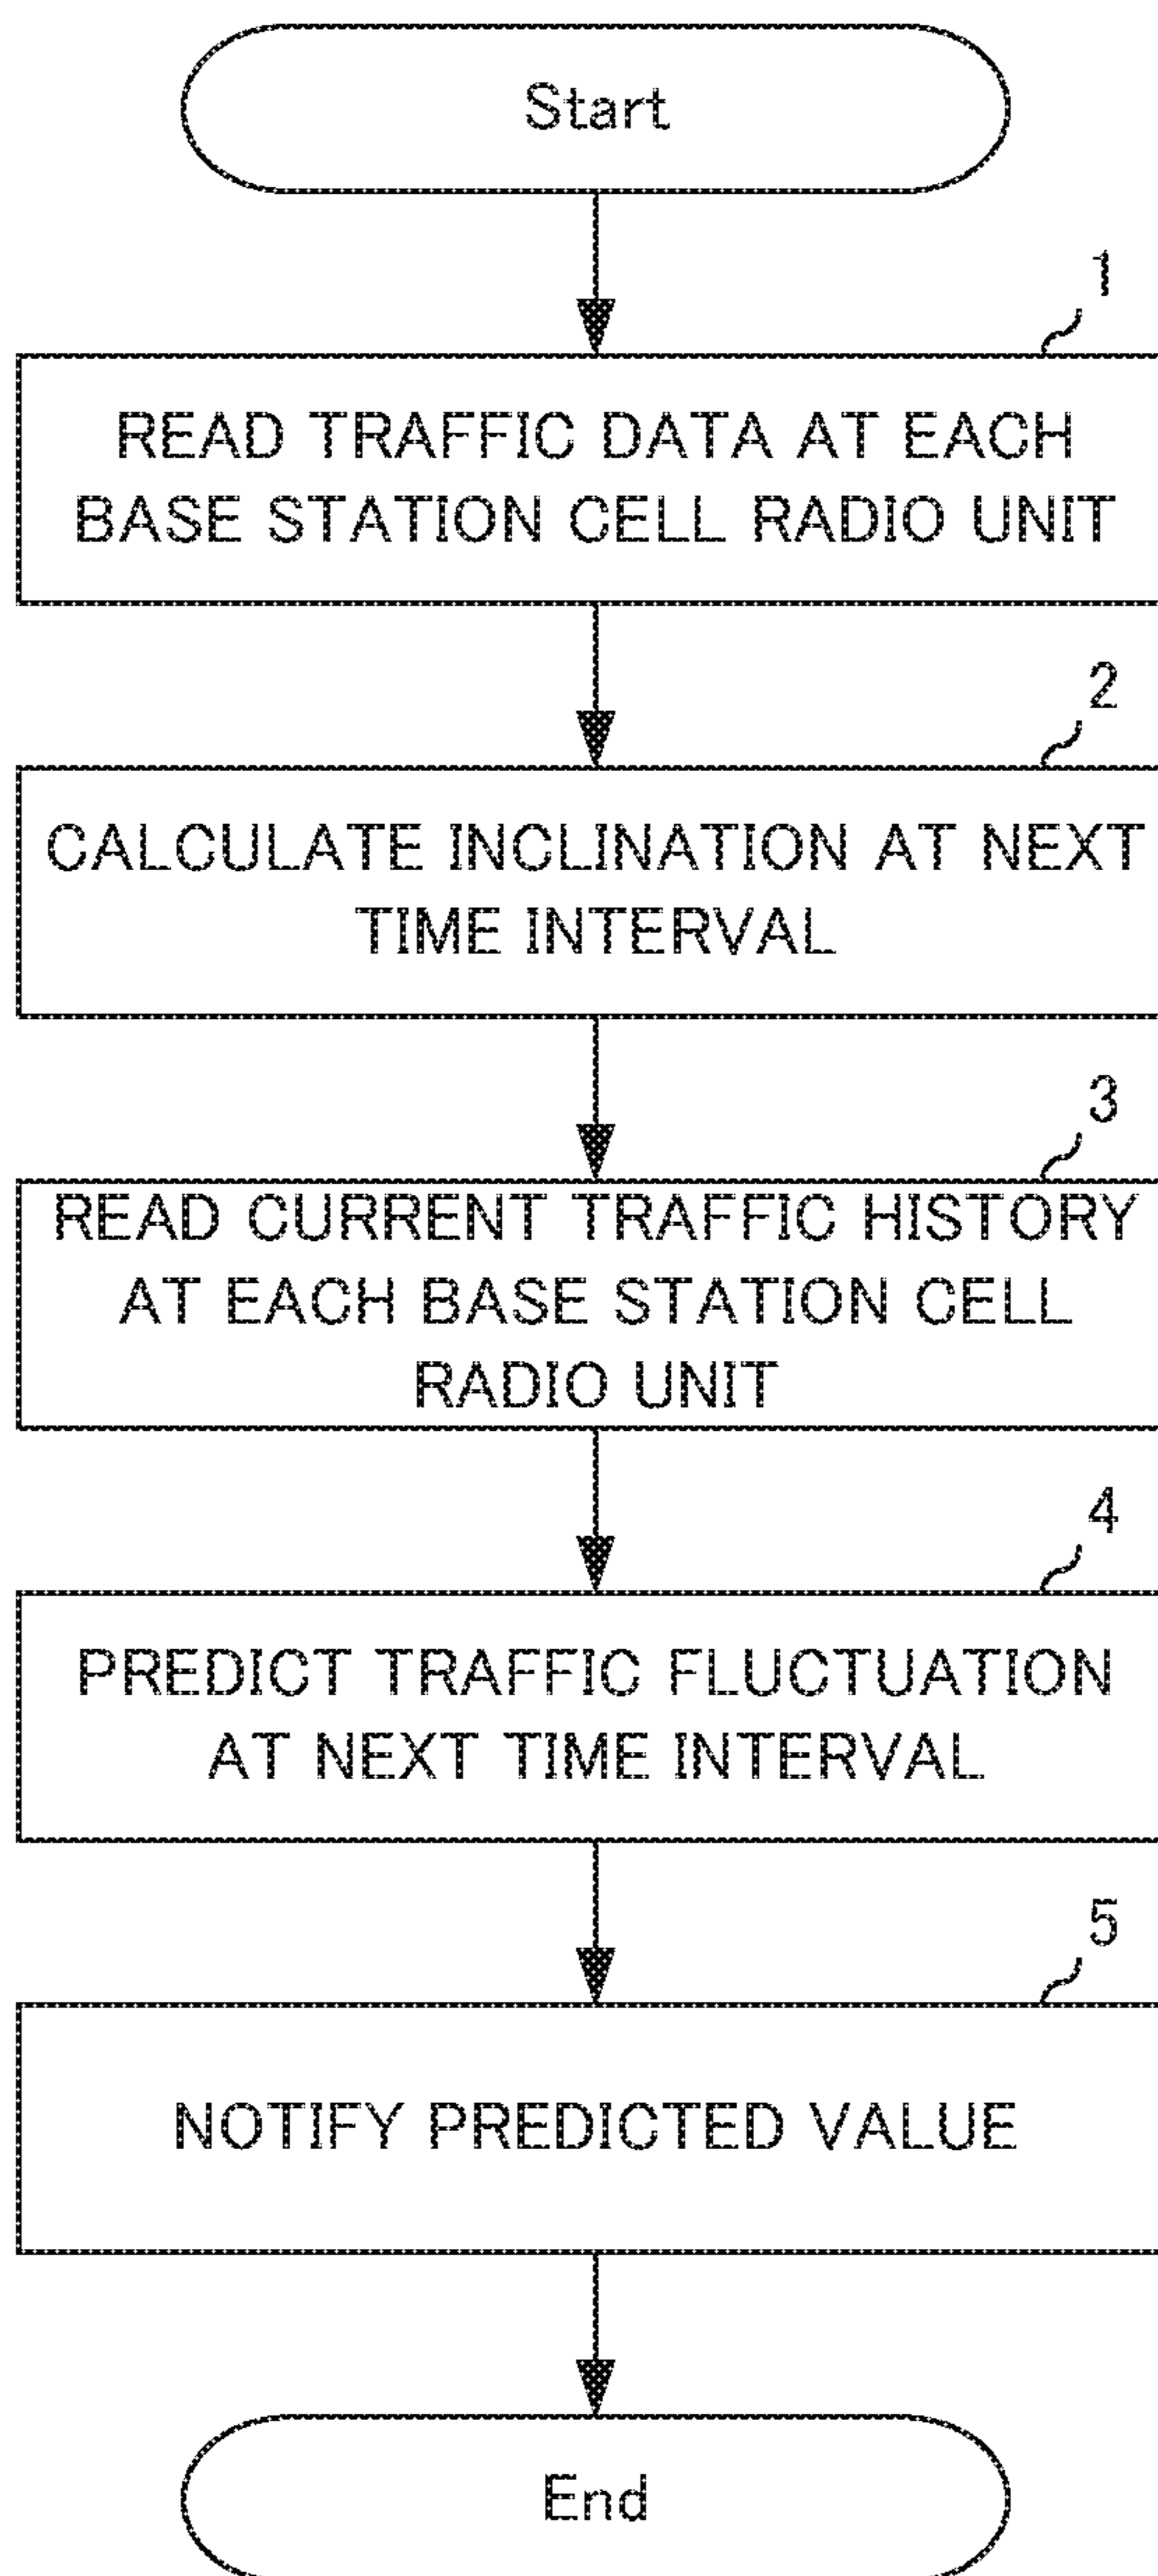 Start
1
READ TRAFFIC DATA AT EACH
BASE STATION CELL RADIO UNIT
2
CALCULATE INCLINATION AT NEXT
TIME INTERVAL
3
READ CURRENT TRAFFIC HISTORY
AT EACH BASE STATION CELL
RADIO UNIT
4
PREDICT TRAFFIC FLUCTUATION
AT NEXT TIME INTERVAL
5
NOTIFY PREDICTED VALUE
End